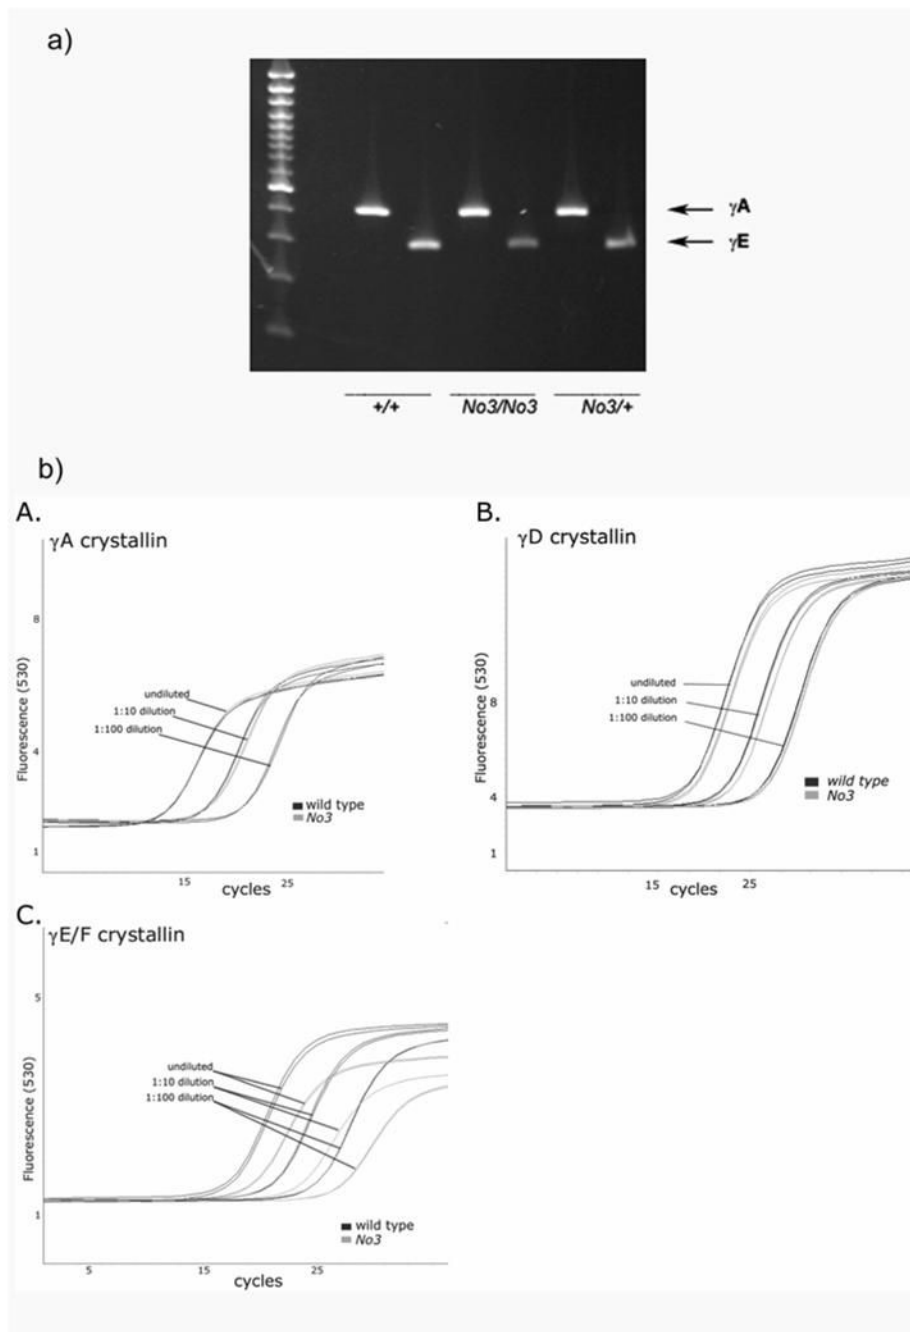 a)
γA
γE
+/+ No3/No3 No3/+
b)
A.
γA crystallin
8
4
1
Fluorescence (530)
undiluted
1:10 dilution
1:100 dilution
wild type
No3
15 25
cycles
B.
γD crystallin
8
4
1
Fluorescence (530)
undiluted
1:10 dilution
1:100 dilution
wild type
No3
15 25
cycles
C.
γE/F crystallin
5
1
Fluorescence (530)
undiluted
1:10 dilution
1:100 dilution
wild type
No3
5 15 25
cycles